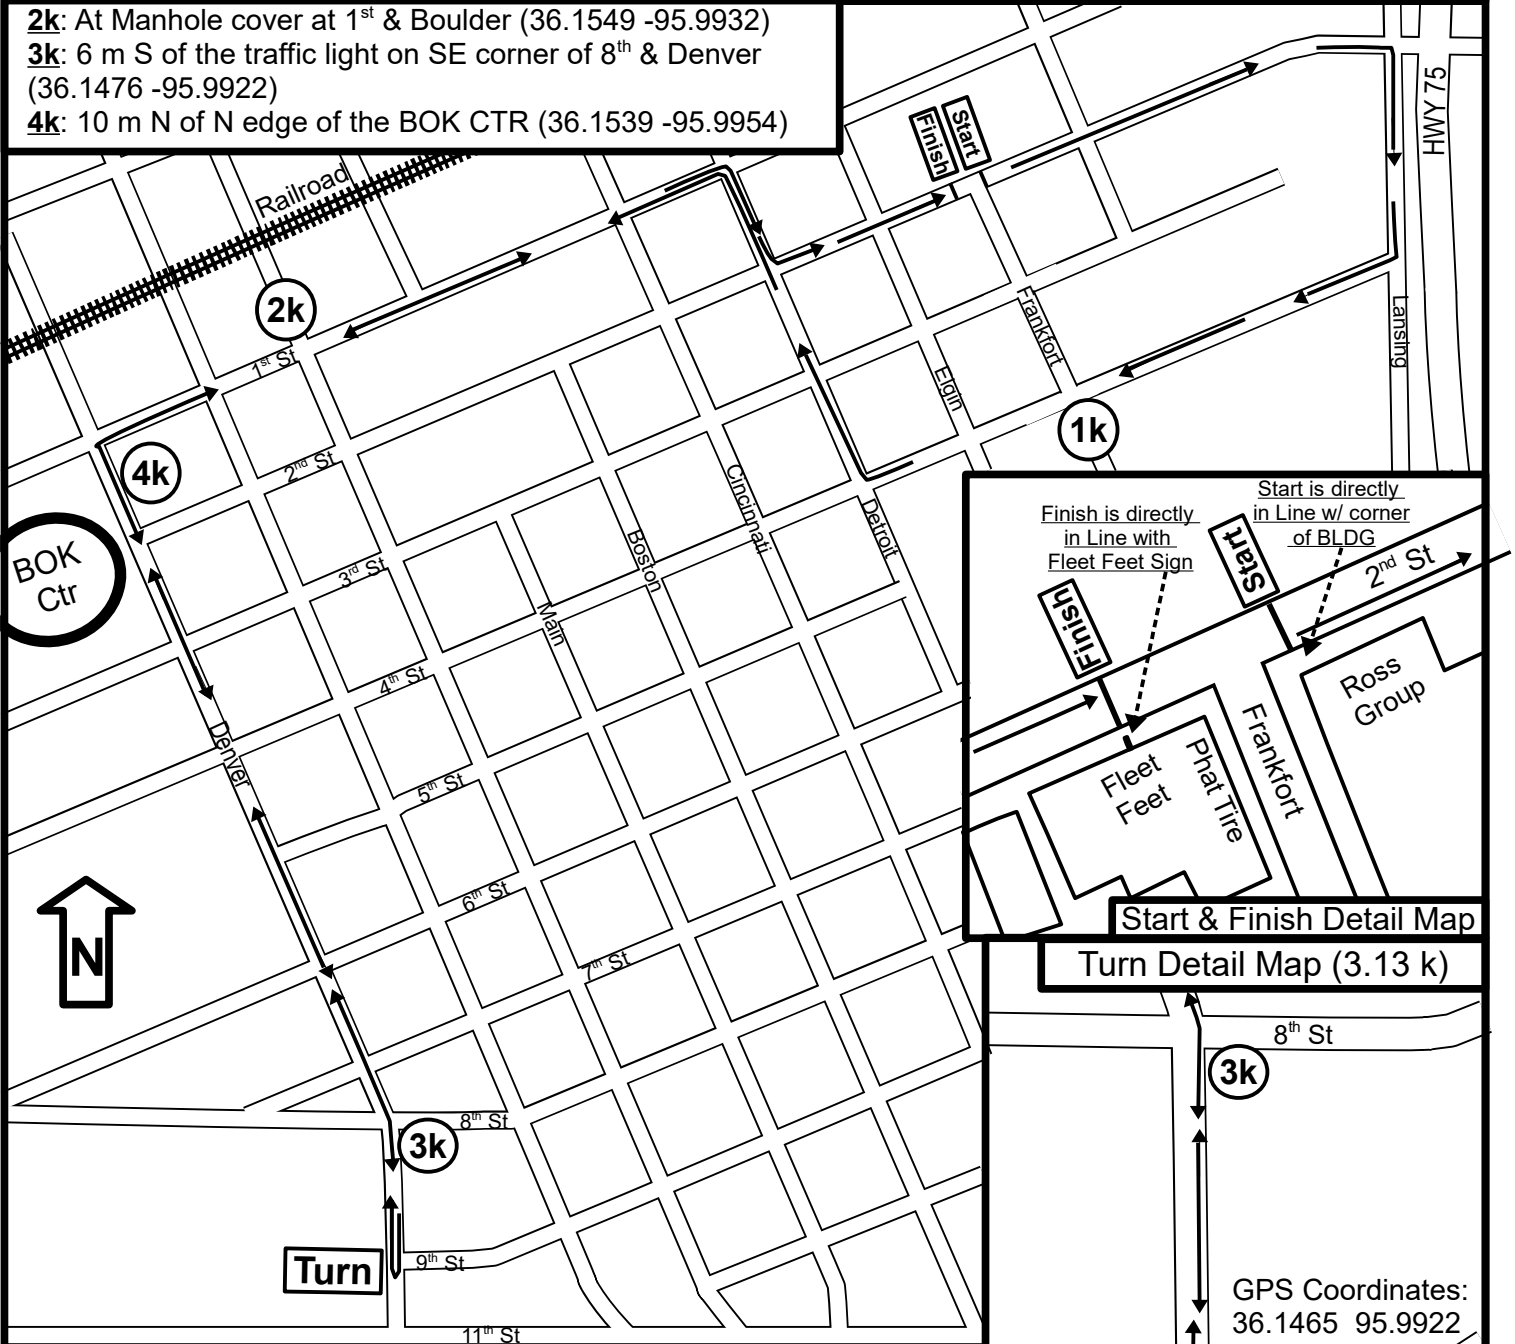 2k: At Manhole cover at 1st & Boulder (36.1549 -95.9932)
3k: 6 m S of the traffic light on SE corner of 8th & Denver
(36.1476 -95.9922)
4k: 10 m N of N edge of the BOK CTR (36.1539 -95.9954)
Finish
Start
HWY 75
Railroad
2k
1st St
Frankfort
Lansing
Elgin
1k
4k
2nd St
Cincinnati
Detroit
BOK
Ctr
3rd St
Boston
Main
4th St
Denver
5th St
6th St
7th St
N
8th St
3k
Turn
9th St
11th St
Finish is directly
in Line with
Fleet Feet Sign
Start is directly
in Line w/ corner
of BLDG
Start
2nd St
Finish
Ross
Group
Fleet
Feet
Phat Tire
Frankfort
Start & Finish Detail Map
Turn Detail Map (3.13 k)
8th St
3k
GPS Coordinates:
36.1465 95.9922